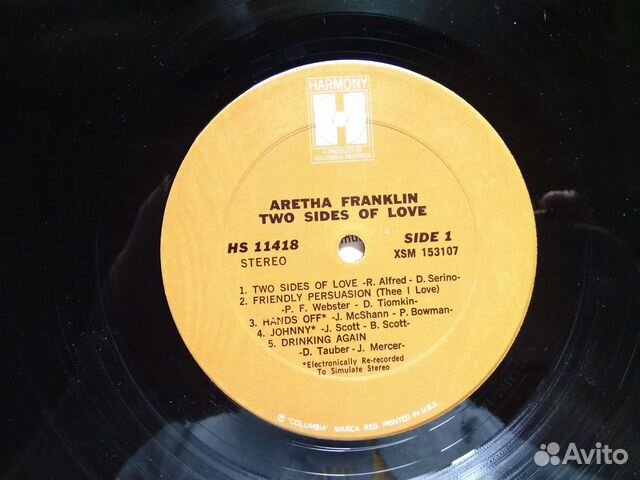 HARMONY
H
A PRODUCT OF
COLUMBIA RECORDS
ARETHA FRANKLIN
TWO SIDES OF LOVE
HS 11418
STEREO
SIDE 1
XSM 153107
1. TWO SIDES OF LOVE -R. Alfred - D. Serino-
2. FRIENDLY PERSUASION (Thee I Love)
-P. F. Webster - D. Tiomkin-
3. HANDS OFF* -J. McShann - P. Bowman-
4. JOHNNY* -J. Scott - B. Scott-
5. DRINKING AGAIN
-D. Tauber - J. Mercer-
*Electronically Re-recorded
To Simulate Stereo
℗ "COLUMBIA" MARCA REG. PRINTED IN U.S.A.
Avito